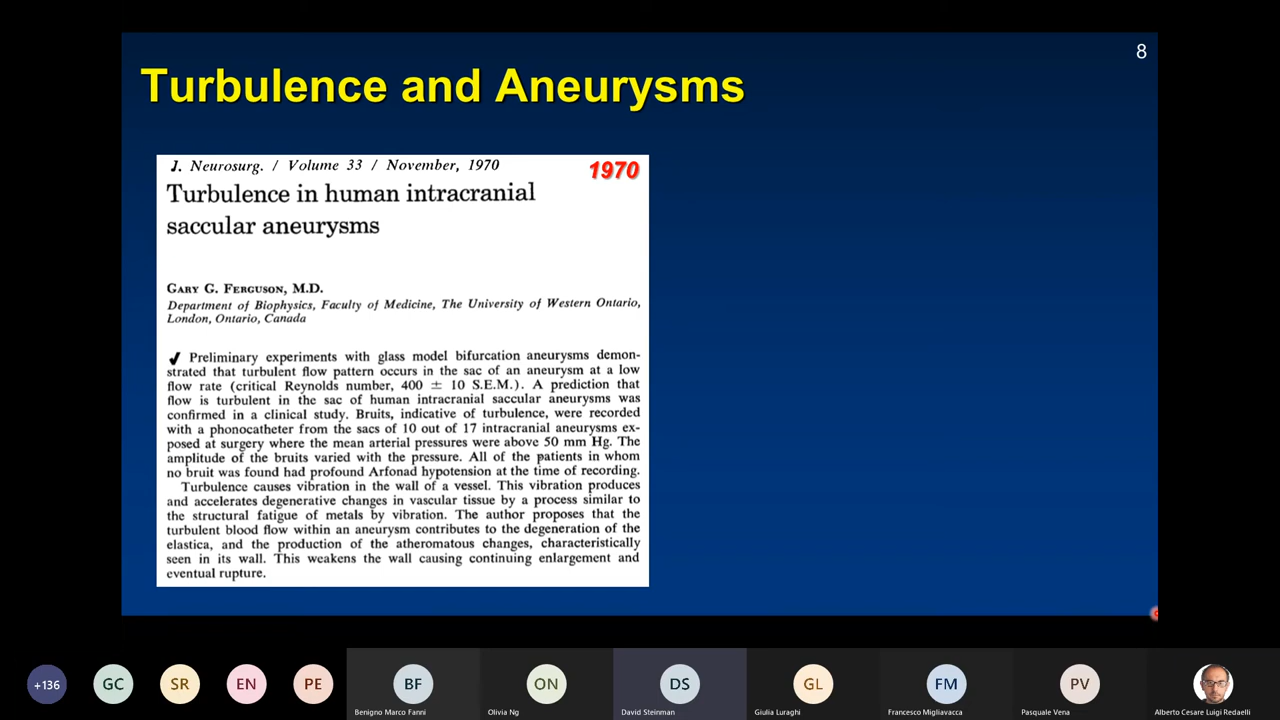 8
Turbulence and Aneurysms
J. Neurosurg. / Volume 33 / November, 1970
1970
Turbulence in human intracranial
saccular aneurysms
GARY G. FERGUSON, M.D.
Department of Biophysics, Faculty of Medicine, The University of Western Ontario,
London, Ontario, Canada
✓ Preliminary experiments with glass model bifurcation aneurysms demon-
strated that turbulent flow pattern occurs in the sac of an aneurysm at a low
flow rate (critical Reynolds number, 400 ± 10 S.E.M.). A prediction that
flow is turbulent in the sac of human intracranial saccular aneurysms was
confirmed in a clinical study. Bruits, indicative of turbulence, were recorded
with a phonocatheter from the sacs of 10 out of 17 intracranial aneurysms ex-
posed at surgery where the mean arterial pressures were above 50 mm Hg. The
amplitude of the bruits varied with the pressure. All of the patients in whom
no bruit was found had profound Arfonad hypotension at the time of recording.
Turbulence causes vibration in the wall of a vessel. This vibration produces
and accelerates degenerative changes in vascular tissue by a process similar to
the structural fatigue of metals by vibration. The author proposes that the
turbulent blood flow within an aneurysm contributes to the degeneration of the
elastica, and the production of the atheromatous changes, characteristically
seen in its wall. This weakens the wall causing continuing enlargement and
eventual rupture.
+136
GC
SR
EN
PE
BF
ON
DS
GL
FM
PV
Benigno Marco Fanni
Olivia Ng
David Steinman
Giulia Luraghi
Francesco Migliavacca
Pasquale Vena
Alberto Cesare Luigi Redaelli